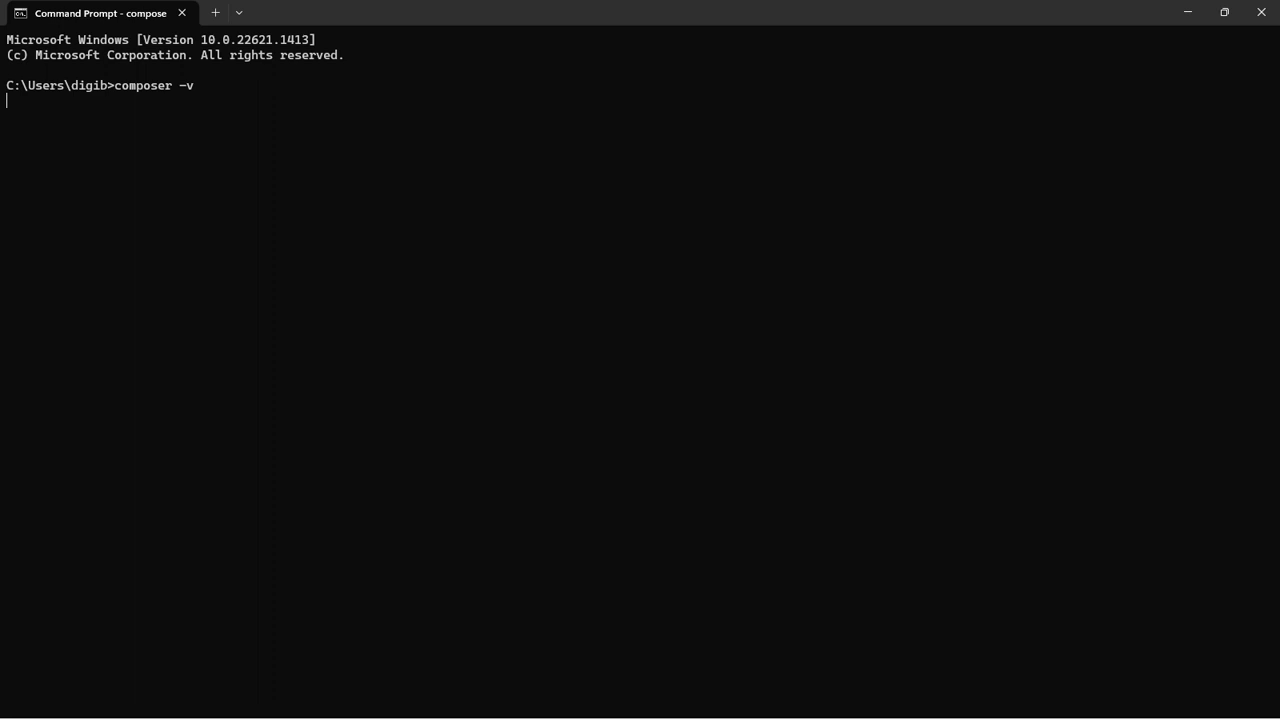 Command Prompt - compose
Microsoft Windows [Version 10.0.22621.1413]
(c) Microsoft Corporation. All rights reserved.
C:\Users\digib>composer -v